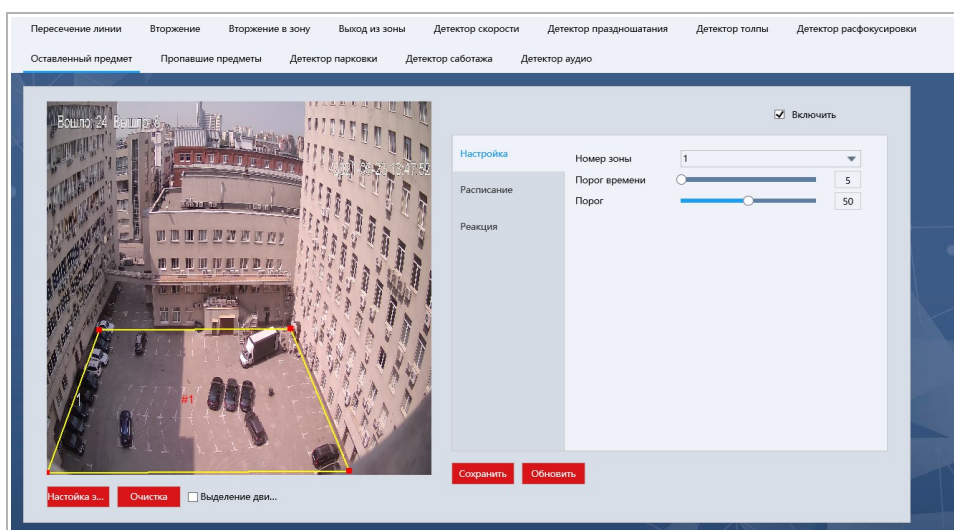 Пересечение линии Вторжение Вторжение в зону Выход из зоны Детектор скорости Детектор праздношатания Детектор толпы Детектор расфокусировки
Оставленный предмет Пропавшие предметы Детектор парковки Детектор саботажа Детектор аудио
Включить
Вошло: 24 Вышло:
Настройка
Номер зоны 1
Порог времени 5
Расписание
Порог 50
Реакция
#1
Сохранить Обновить
Настойка з... Очистка Выделение дви...